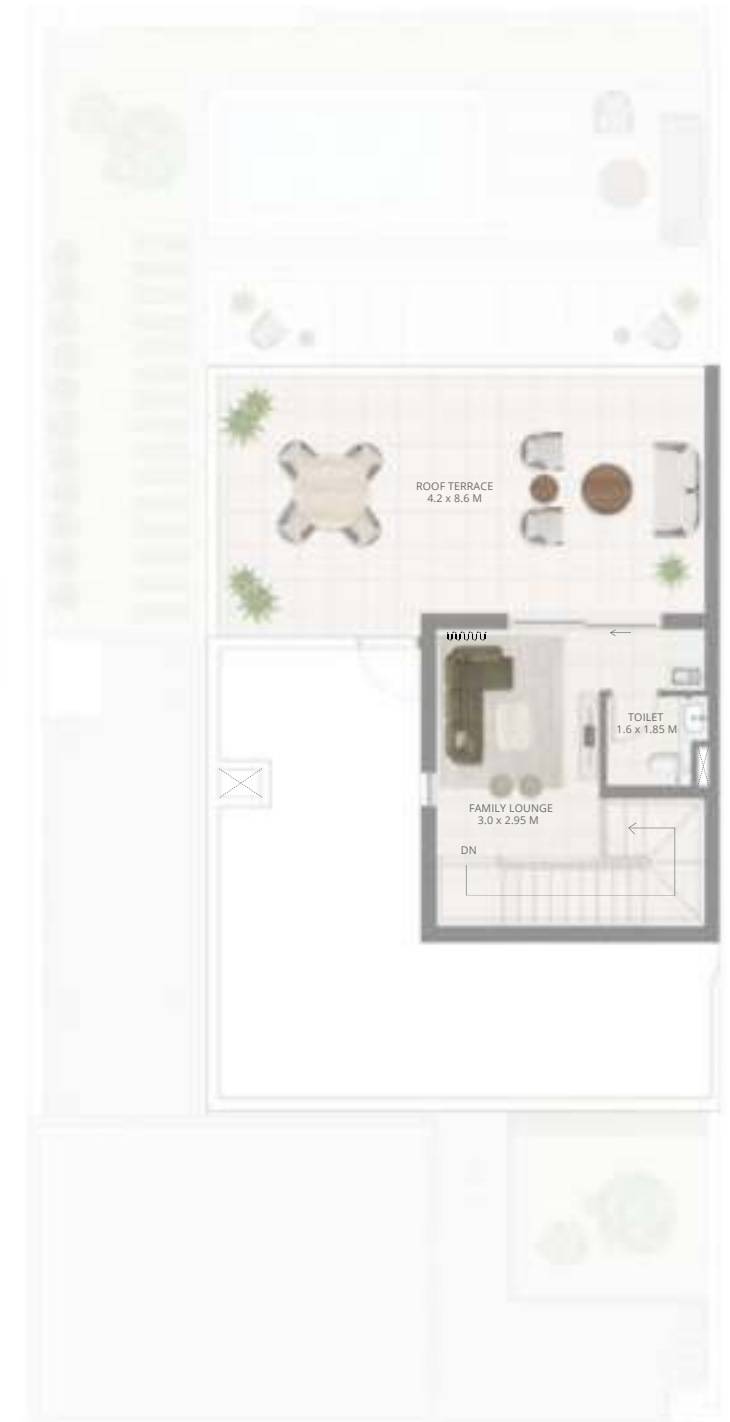 ROOF TERRACE
4.2 x 8.6 M
TOILET
1.6 x 1.85 M
FAMILY LOUNGE
3.0 x 2.95 M
DN